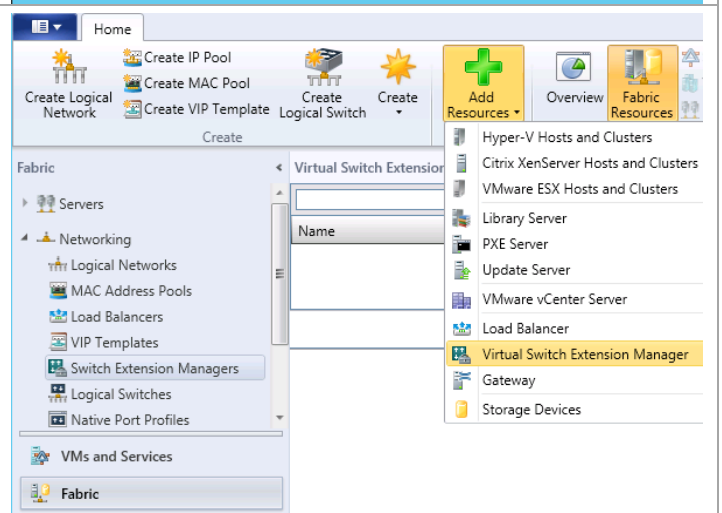 Home
Create Logical Network
Create IP Pool
Create MAC Pool
Create VIP Template
Create Logical Switch
Create
Add Resources
Overview
Fabric Resources
Create
Fabric
Servers
Networking
Logical Networks
MAC Address Pools
Load Balancers
VIP Templates
Switch Extension Managers
Logical Switches
Native Port Profiles
VMs and Services
Fabric
Virtual Switch Extension
Name
Hyper-V Hosts and Clusters
Citrix XenServer Hosts and Clusters
VMware ESX Hosts and Clusters
Library Server
PXE Server
Update Server
VMware vCenter Server
Load Balancer
Virtual Switch Extension Manager
Gateway
Storage Devices